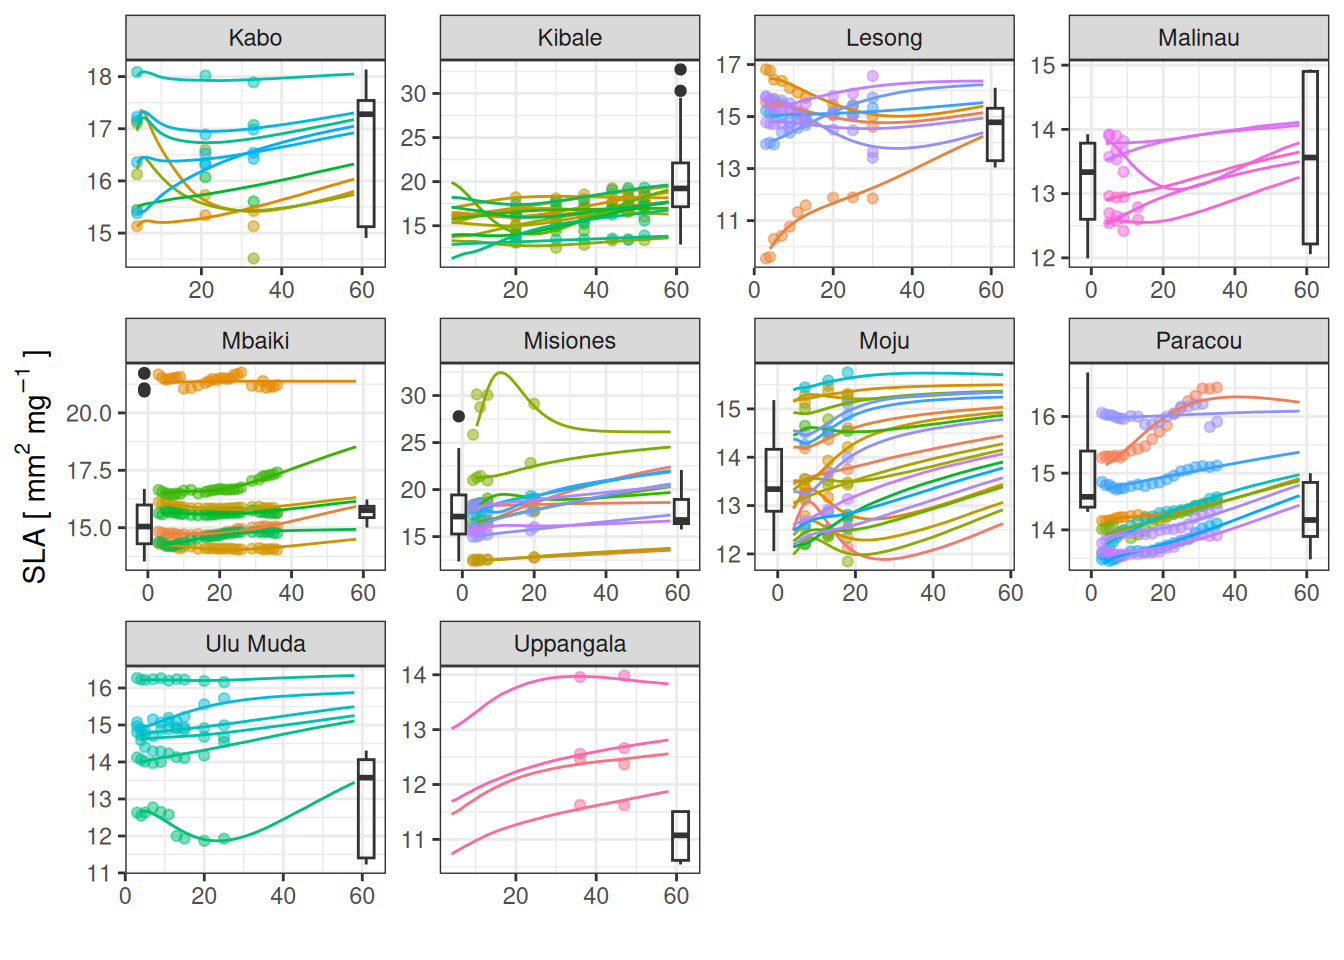 Kabo Kibale Lesong Malinau
18 17 16 15
30 25 20 15
17 15 13 11
15 14 13 12
20 40 60
20 40 60
0 20 40 60
0 20 40 60
Mbaiki Misiones Moju Paracou
20.0 17.5 15.0
30 25 20 15
15 14 13 12
16 15 14
0 20 40 60
0 20 40 60
0 20 40 60
0 20 40 60
SLA [ mm² mg⁻¹ ]
Ulu Muda Uppangala
16 15 14 13 12 11
14 13 12 11
0 20 40 60
20 40 60